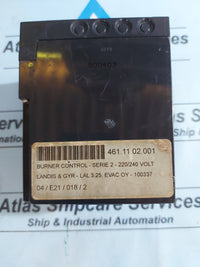 461.11 02.001
BURNER CONTROL - SERIE 2 - 220/240 VOLT
LANDIS & GYR - LAL 3.25, EVAC OY - 100337
04 / E21 / 018 / 2
Atlas Shipcare Services
Ship & Industrial Automation